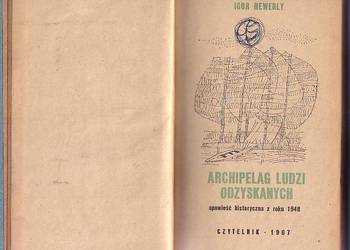 IGOR NEWERLY
ARCHIPELAG LUDZI
ODZYSKANYCH
opowieść historyczna z roku 1948
CZYTELNIK · 1967